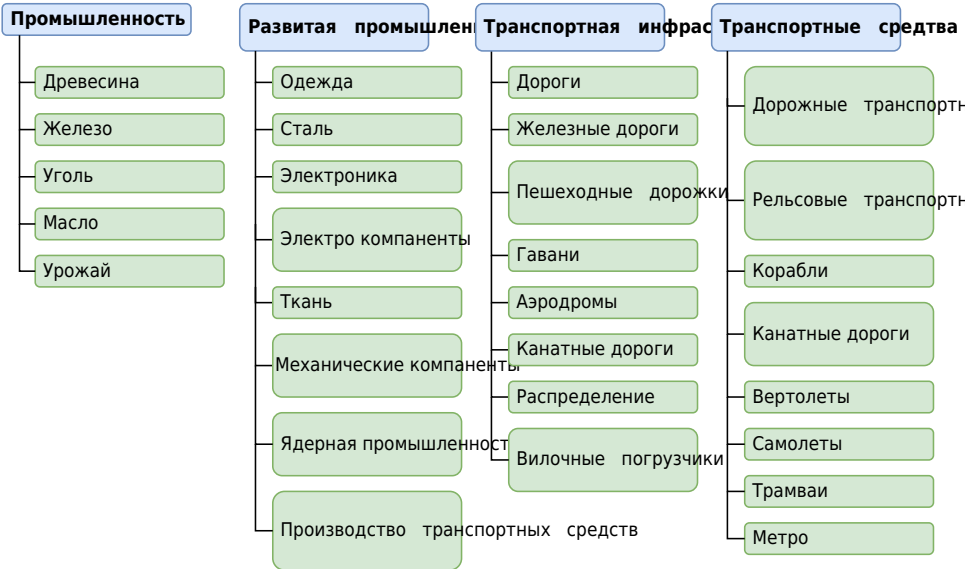 Промышленность
Древесина
Железо
Уголь
Масло
Урожай
Развитая промышлен
Одежда
Сталь
Электроника
Электро компаненты
Ткань
Механические компаненты
Ядерная промышленност
Производство транспортных средств
Транспортная инфрас
Дороги
Железные дороги
Пешеходные дорожки
Гавани
Аэродромы
Канатные дороги
Распределение
Вилочные погрузчики
Транспортные средтва
Дорожные транспортн
Рельсовые транспортн
Корабли
Канатные дороги
Вертолеты
Самолеты
Трамваи
Метро